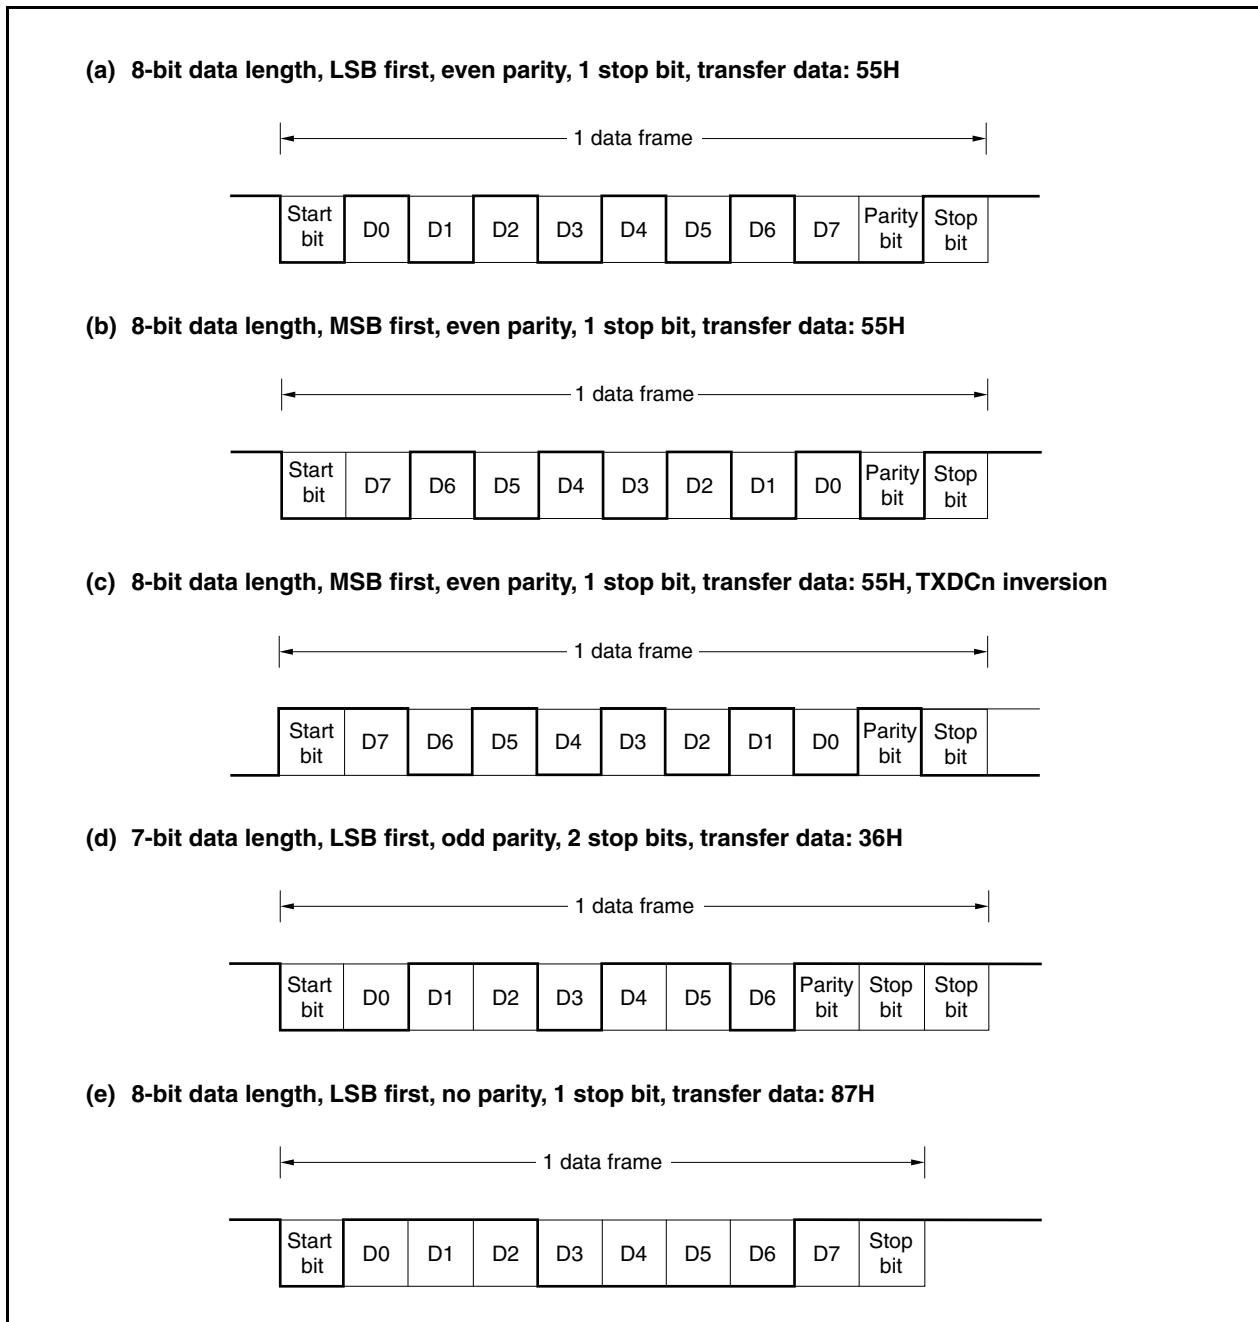 (a) 8-bit data length, LSB first, even parity, 1 stop bit, transfer data: 55H
1 data frame
Start bit D0 D1 D2 D3 D4 D5 D6 D7 Parity bit Stop bit
(b) 8-bit data length, MSB first, even parity, 1 stop bit, transfer data: 55H
1 data frame
Start bit D7 D6 D5 D4 D3 D2 D1 D0 Parity bit Stop bit
(c) 8-bit data length, MSB first, even parity, 1 stop bit, transfer data: 55H, TXDCn inversion
1 data frame
Start bit D7 D6 D5 D4 D3 D2 D1 D0 Parity bit Stop bit
(d) 7-bit data length, LSB first, odd parity, 2 stop bits, transfer data: 36H
1 data frame
Start bit D0 D1 D2 D3 D4 D5 D6 Parity bit Stop bit Stop bit
(e) 8-bit data length, LSB first, no parity, 1 stop bit, transfer data: 87H
1 data frame
Start bit D0 D1 D2 D3 D4 D5 D6 D7 Stop bit